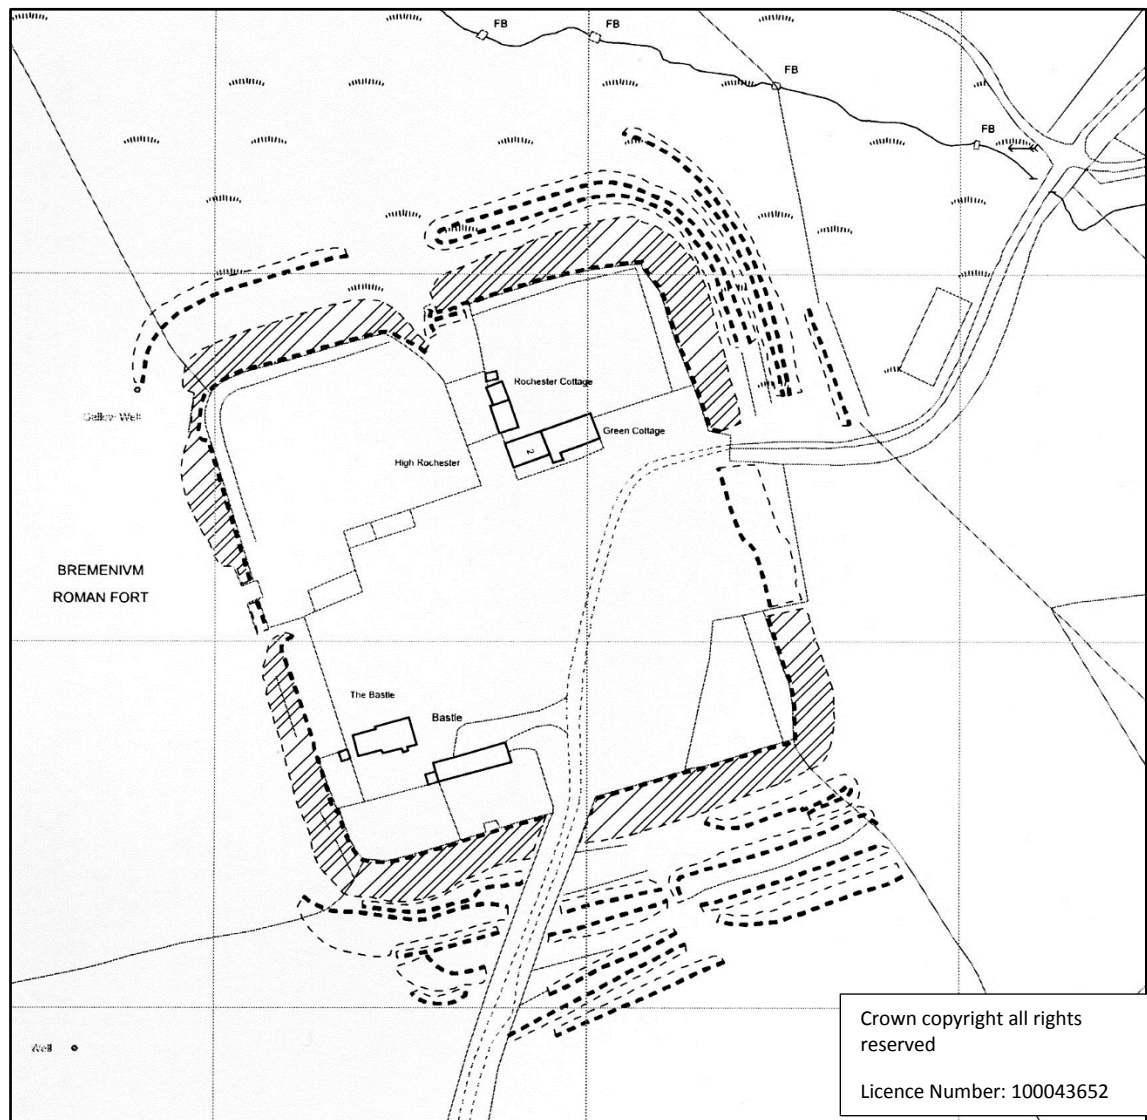 FB
FB
FB
FB
Rochester Cottage
Green Cottage
2
High Rochester
BREMENIVM
ROMAN FORT
The Bastle
Bastle
Well
Well
Crown copyright all rights
reserved
Licence Number: 100043652